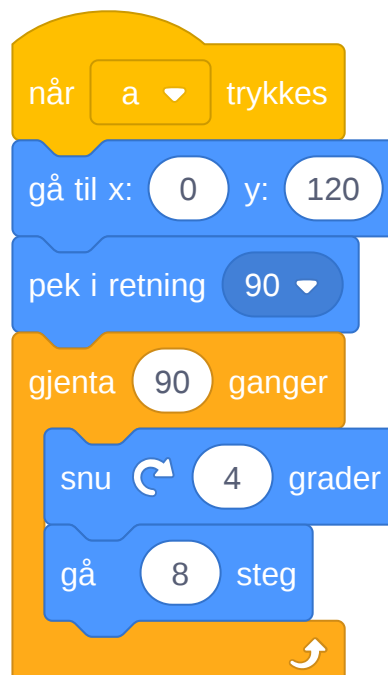 når a trykkes
gå til x: 0 y: 120
pek i retning 90
gjenta 90 ganger
snu 4 grader
gå 8 steg